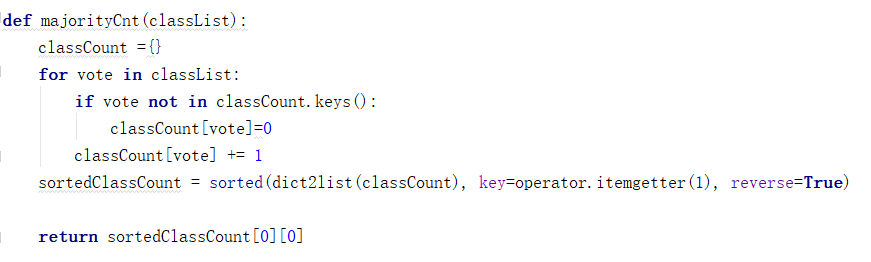 def majorityCnt(classList):
    classCount ={}
    for vote in classList:
        if vote not in classCount.keys():
            classCount[vote]=0
        classCount[vote] += 1
    sortedClassCount = sorted(dict2list(classCount), key=operator.itemgetter(1), reverse=True)
    return sortedClassCount[0][0]